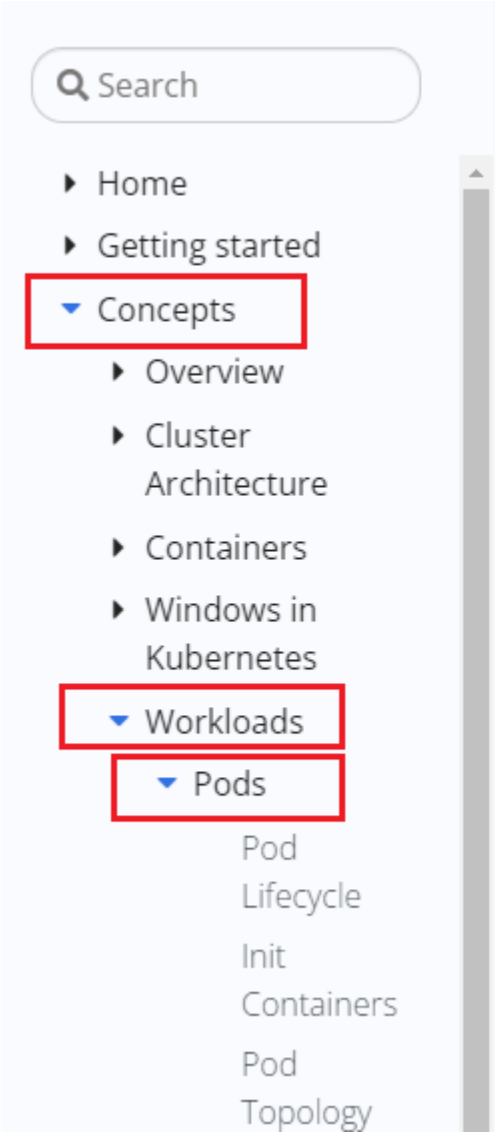 Search
Home
Getting started
Concepts
Overview
Cluster
Architecture
Containers
Windows in
Kubernetes
Workloads
Pods
Pod
Lifecycle
Init
Containers
Pod
Topology